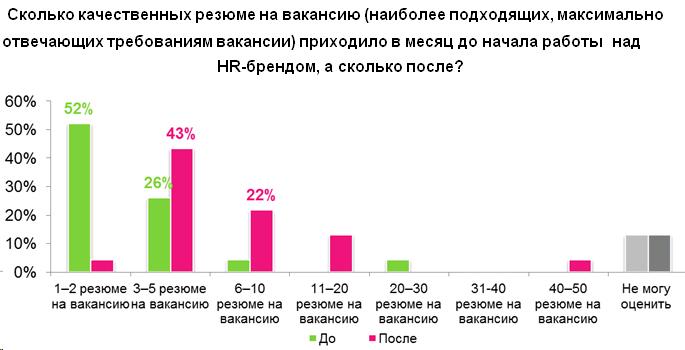 Сколько качественных резюме на вакансию (наиболее подходящих, максимально
отвечающих требованиям вакансии) приходило в месяц до начала работы над
HR-брендом, а сколько после?
60%
50%
40%
30%
20%
10%
0%
52%
26%
43%
22%
1–2 резюме
на вакансию
3–5 резюме
на вакансию
6–10
резюме на
вакансию
11–20
резюме на
вакансию
20–30
резюме на
вакансию
31-40
резюме на
вакансию
40–50
резюме на
вакансию
Не могу
оценить
До
После